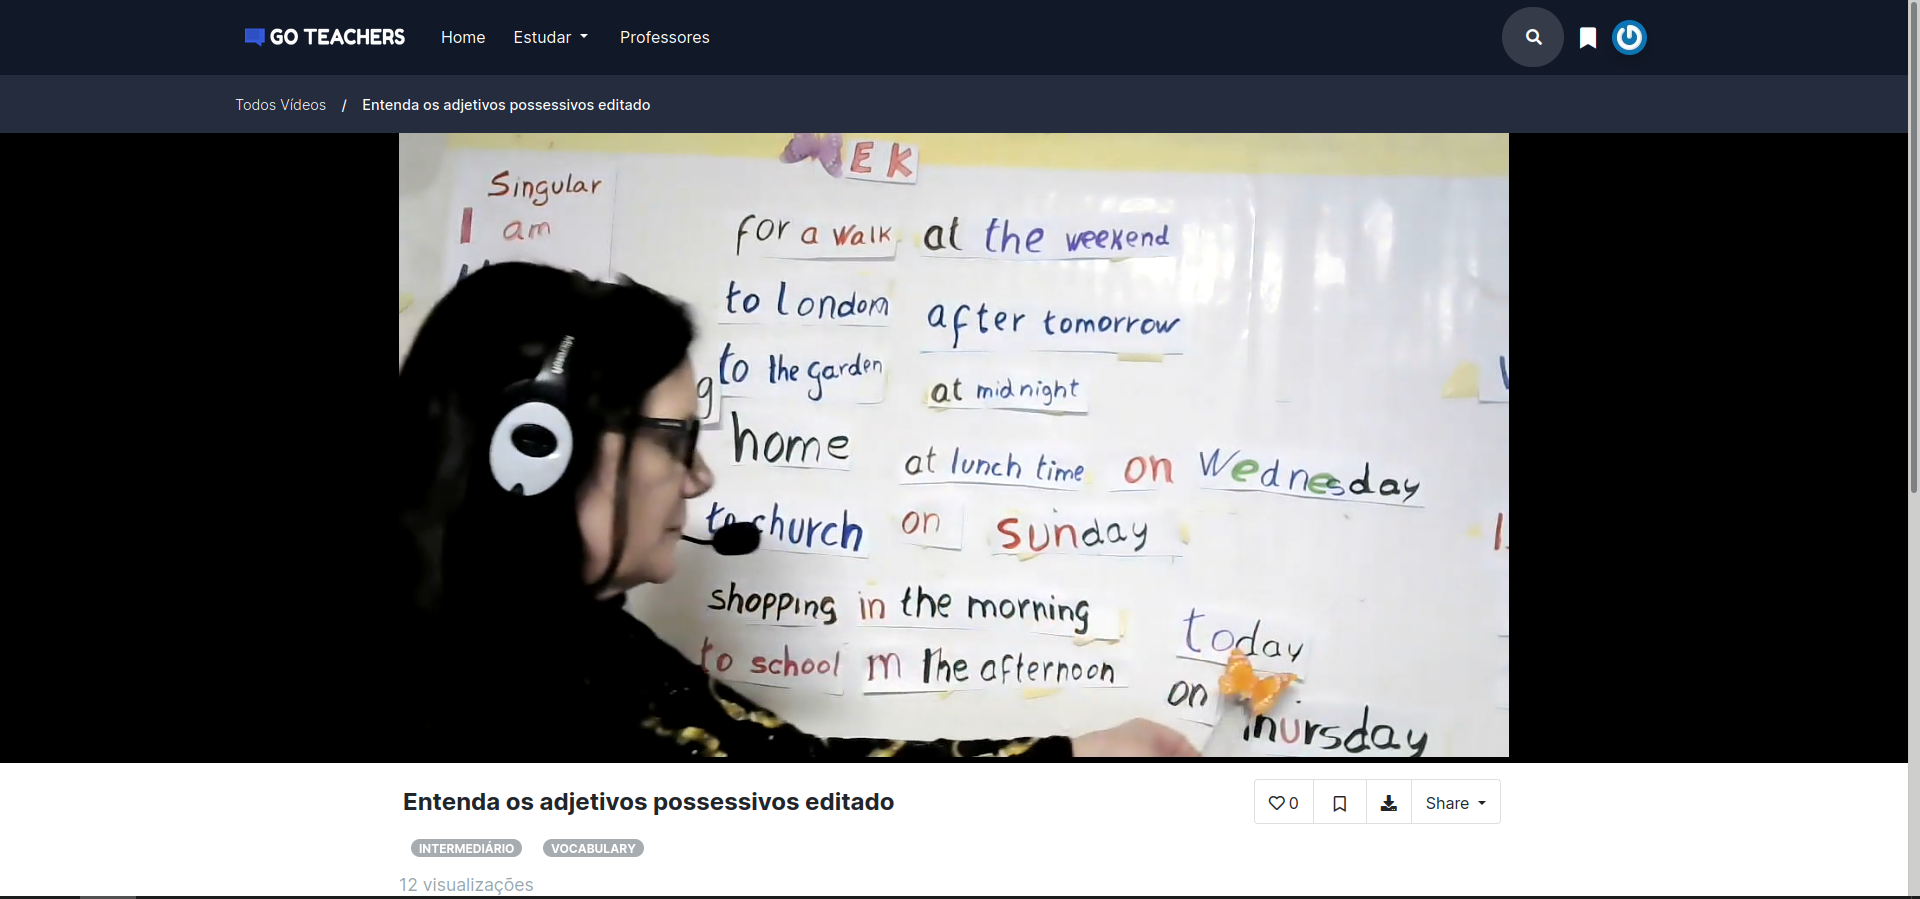 GO TEACHERS Home Estudar Professores
Todos Vídeos / Entenda os adjetivos possessivos editado
E K
Singular
I am
for a walk at the weekend
to London after tomorrow
to the garden at midnight
g
home at lunch time on Wednesday
to church on Sunday
shopping in the morning
to school in the afternoon
today
on Thursday
Entenda os adjetivos possessivos editado
0 Share
INTERMEDIÁRIO VOCABULARY
12 visualizações